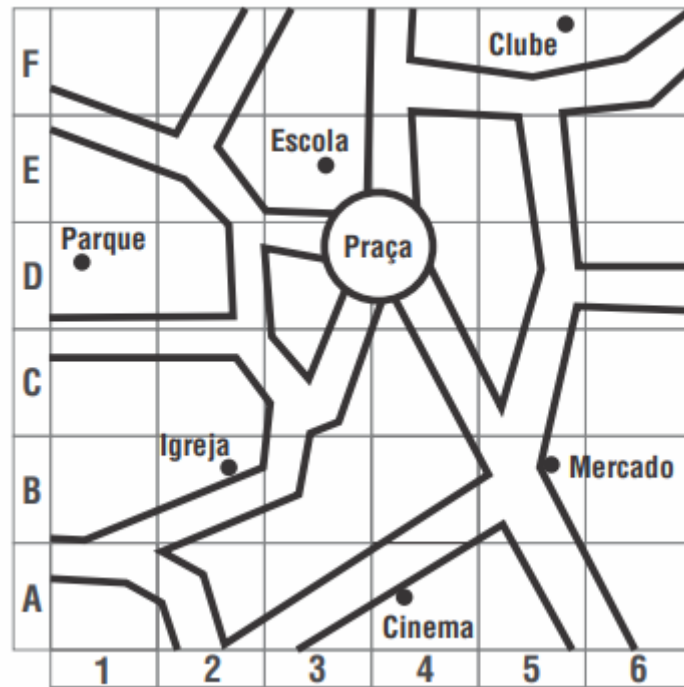 F
Clube
E
Escola
D
Parque
Praça
C
B
Igreja
Mercado
A
Cinema
1 2 3 4 5 6